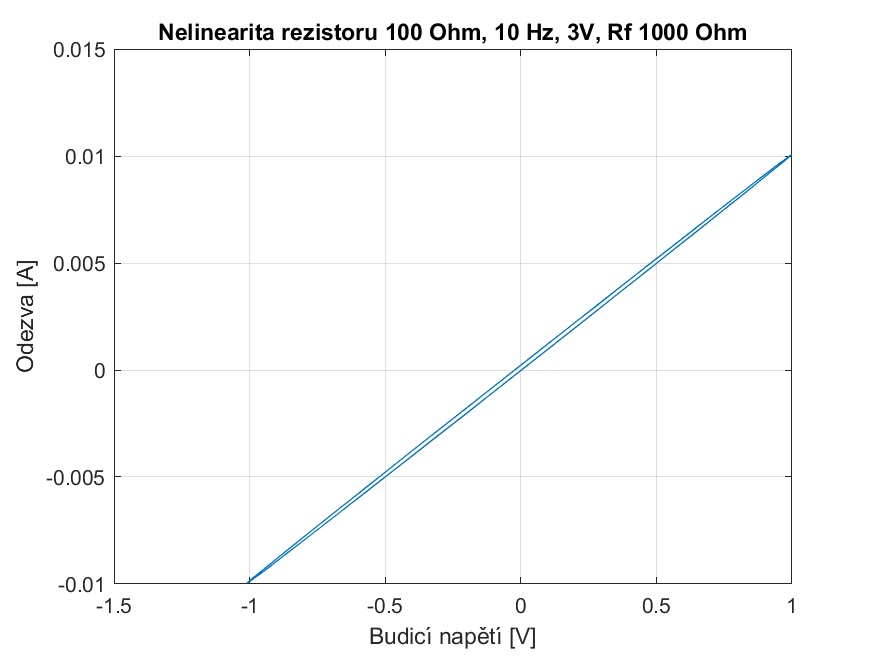 Nelinearita rezistoru 100 Ohm, 10 Hz, 3V, Rf 1000 Ohm
0.015
0.01
0.005
0
-0.005
-0.01
Odezva [A]
-1.5 -1 -0.5 0 0.5 1
Budicí napětí [V]